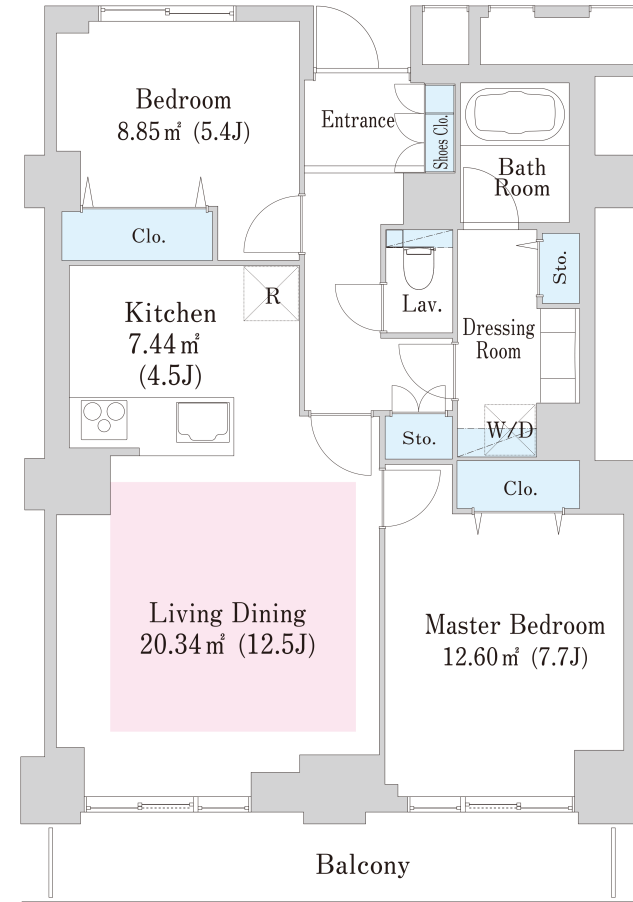 Bedroom
8.85㎡ (5.4J)
Entrance
Shoes Clo.
Bath
Room
Clo.
Sto.
R
Kitchen
7.44㎡
(4.5J)
Lav.
Dressing
Room
Sto.
W/D
Clo.
Living Dining
20.34㎡ (12.5J)
Master Bedroom
12.60㎡ (7.7J)
Balcony